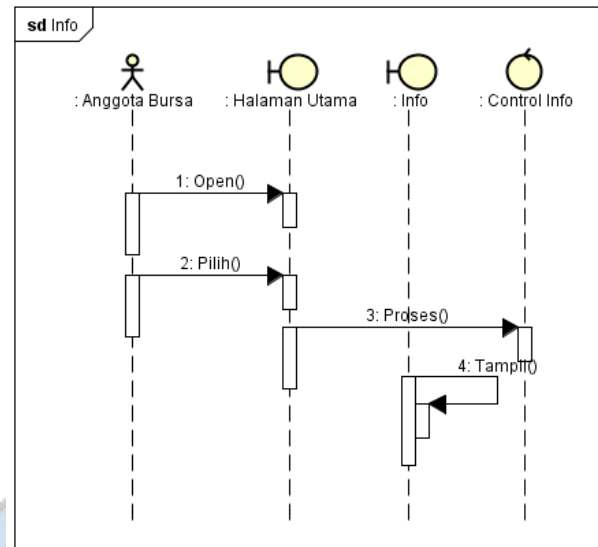 sd Info
: Anggota Bursa
: Halaman Utama
: Info
: Control Info
1: Open()
2: Pilih()
3: Proses()
4: Tampil()